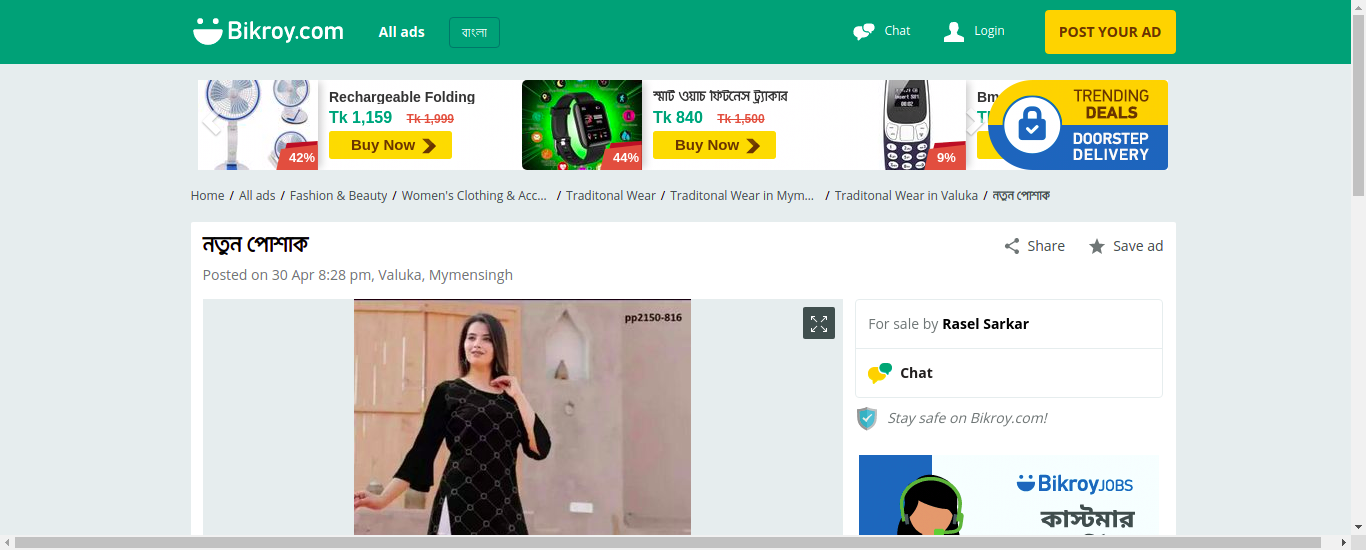 Bikroy.com
All ads
বাংলা
Chat
Login
POST YOUR AD
Rechargeable Folding
Tk 1,159 Tk 1,999
Buy Now
42%
স্মার্ট ওয়াচ ফিটনেস ট্র্যাকার
Tk 840 Tk 1,500
Buy Now
44%
9%
TRENDING
DEALS
DOORSTEP
DELIVERY
Home / All ads / Fashion & Beauty / Women's Clothing & Acc... / Traditonal Wear / Traditonal Wear in Mym... / Traditonal Wear in Valuka / নতুন পোশাক
নতুন পোশাক
Share
Save ad
Posted on 30 Apr 8:28 pm, Valuka, Mymensingh
pp2150-816
For sale by Rasel Sarkar
Chat
Stay safe on Bikroy.com!
BikroyJOBS
কাস্টমার